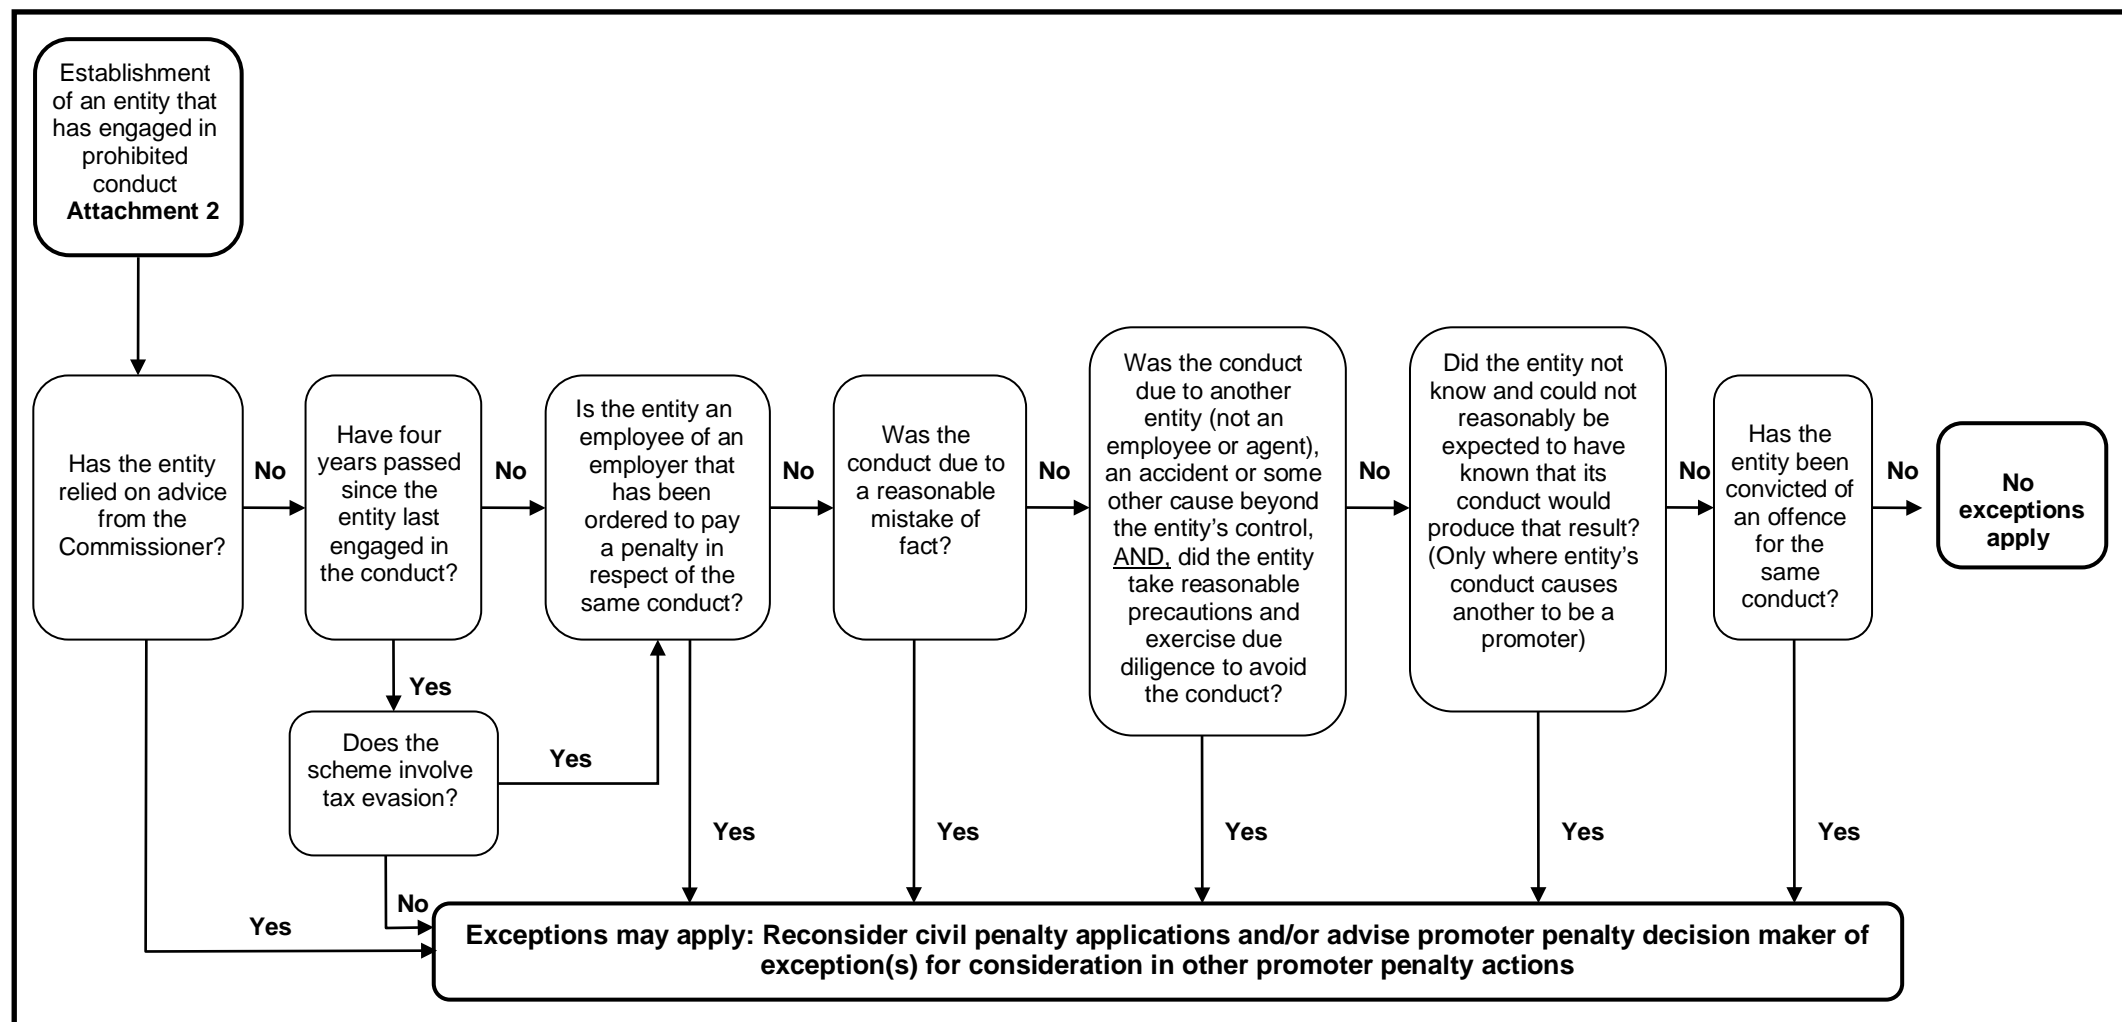 Establishment
of an entity that
has engaged in
prohibited
conduct
Attachment 2
Has the entity
relied on advice
from the
Commissioner?
No
Have four
years passed
since the
entity last
engaged in
the conduct?
No
Is the entity an
employee of an
employer that
has been
ordered to pay
a penalty in
respect of the
same conduct?
No
Was the
conduct due to
a reasonable
mistake of
fact?
No
Was the conduct
due to another
entity (not an
employee or agent),
an accident or some
other cause beyond
the entity’s control,
AND, did the entity
take reasonable
precautions and
exercise due
diligence to avoid
the conduct?
No
Did the entity not
know and could not
reasonably be
expected to have
known that its
conduct would
produce that result?
(Only where entity’s
conduct causes
another to be a
promoter)
No
Has the
entity been
convicted of
an offence
for the
same
conduct?
No
No
exceptions
apply
Yes
Does the
scheme involve
tax evasion?
Yes
Yes
Yes
Yes
Yes
Yes
No
Yes
Exceptions may apply: Reconsider civil penalty applications and/or advise promoter penalty decision maker of
exception(s) for consideration in other promoter penalty actions